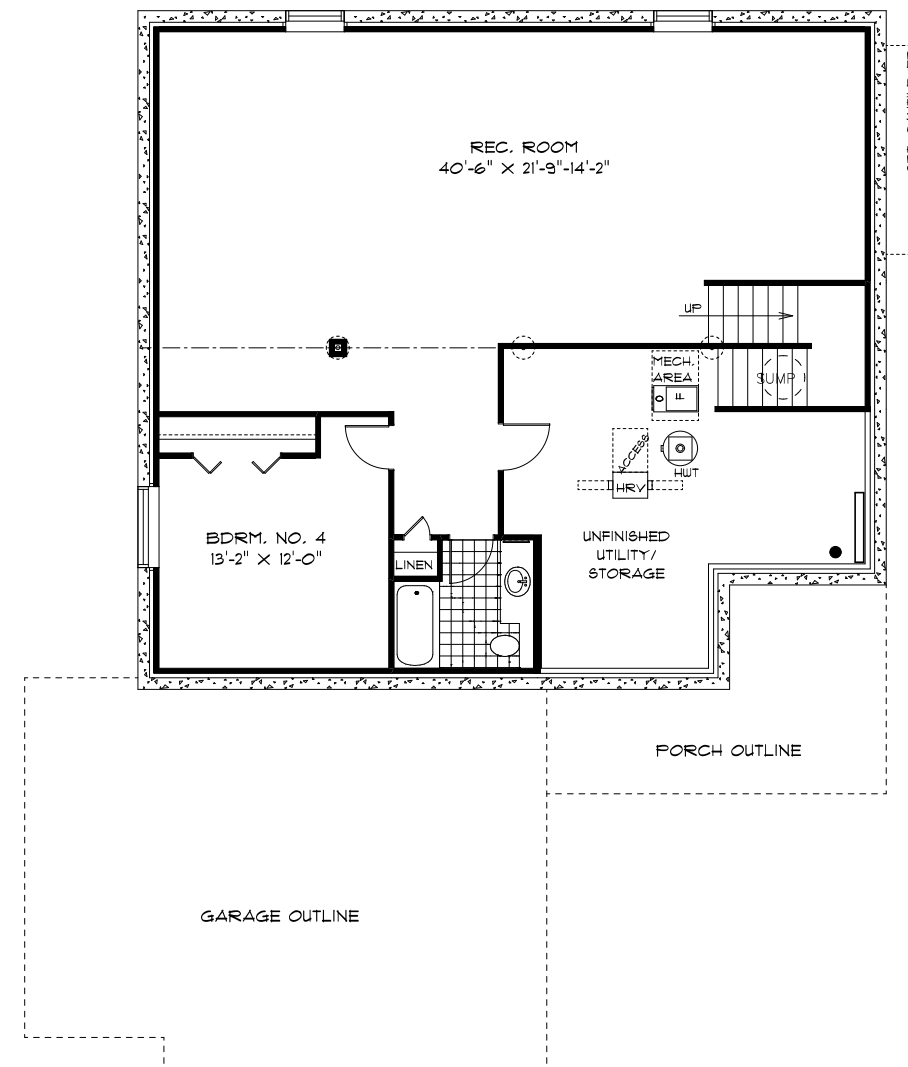 REC. ROOM
40'-6" X 21'-9"-14'-2"
UP
MECH.
AREA
F
SUMP
ACCESS
HWT
HRV
BDRM. NO. 4
13'-2" X 12'-0"
UNFINISHED
UTILITY/
STORAGE
LINEN
PORCH OUTLINE
GARAGE OUTLINE